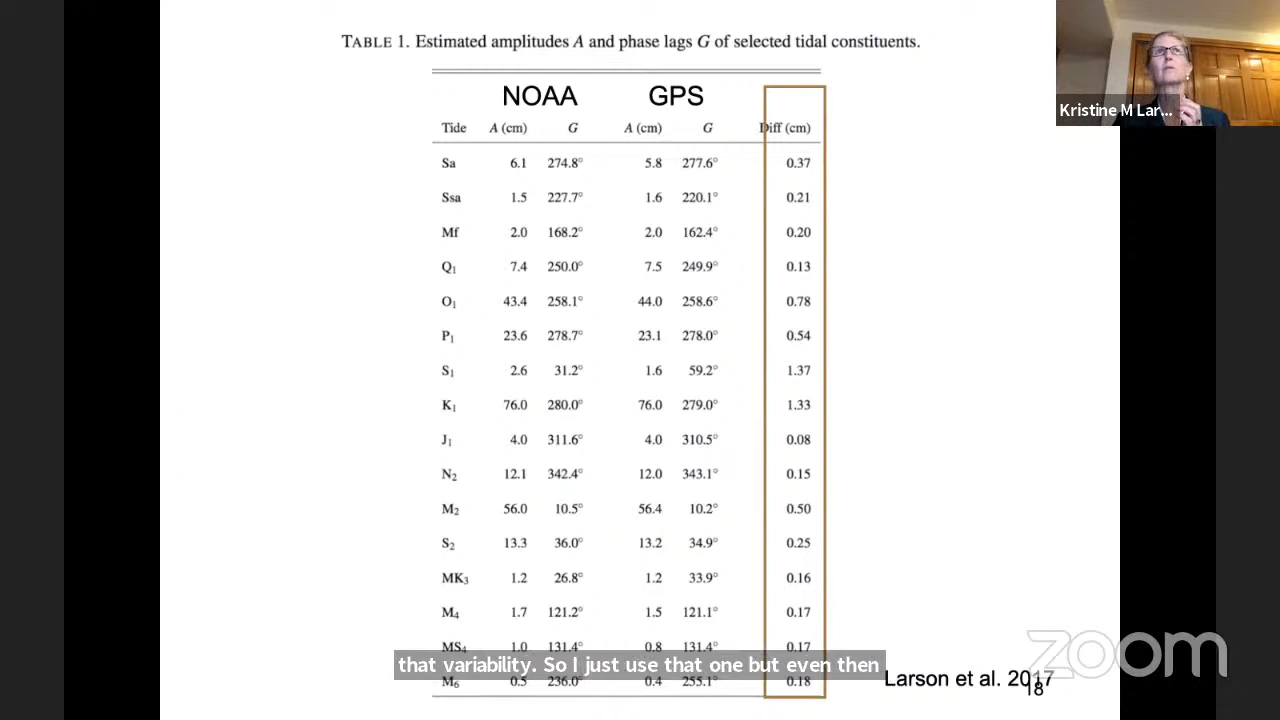 TABLE 1. Estimated amplitudes A and phase lags G of selected tidal constituents.
NOAA GPS
Tide A (cm) G A (cm) G Diff (cm)
Sa 6.1 274.8° 5.8 277.6° 0.37
Ssa 1.5 227.7° 1.6 220.1° 0.21
Mf 2.0 168.2° 2.0 162.4° 0.20
Q₁ 7.4 250.0° 7.5 249.9° 0.13
O₁ 43.4 258.1° 44.0 258.6° 0.78
P₁ 23.6 278.7° 23.1 278.0° 0.54
S₁ 2.6 31.2° 1.6 59.2° 1.37
K₁ 76.0 280.0° 76.0 279.0° 1.33
J₁ 4.0 311.6° 4.0 310.5° 0.08
N₂ 12.1 342.4° 12.0 343.1° 0.15
M₂ 56.0 10.5° 56.4 10.2° 0.50
S₂ 13.3 36.0° 13.2 34.9° 0.25
MK₃ 1.2 26.8° 1.2 33.9° 0.16
M₄ 1.7 121.2° 1.5 121.1° 0.17
MS₄ 1.0 131.4° 0.8 131.4° 0.17
M₆ 0.5 236.0° 0.4 255.1° 0.18
that variability. So I just use that one but even then
Larson et al. 2017
18
Kristine M Lar...
zoom